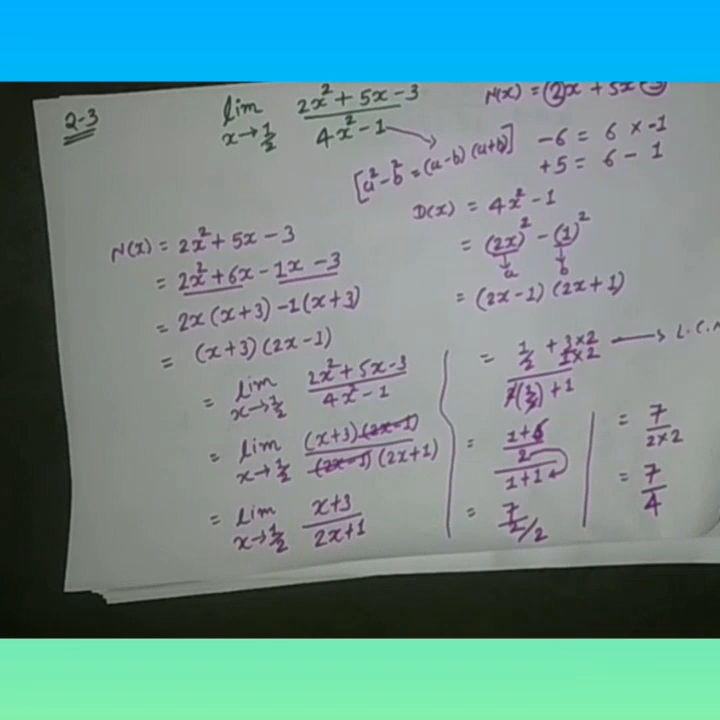 Q-3
lim x→1/2 (2x² + 5x - 3)/(4x² - 1)
N(x) = 2x + 5x - 3
-6 = 6 x -1
+5 = 6 - 1
[a² - b² = (a-b) (a+b)]
N(x) = 2x² + 5x - 3
= 2x² + 6x - 1x - 3
= 2x(x+3) - 1(x+3)
= (x+3)(2x-1)
D(x) = 4x² - 1
= (2x)² - (1)²
a b
= (2x-1)(2x+1)
= lim x→1/2 (2x² + 5x - 3)/(4x² - 1)
= lim x→1/2 (x+3)(2x-1)/(2x-1)(2x+1)
= lim x→1/2 (x+3)/(2x+1)
= (1/2 + 3×2/1×2)/(2(1/2) + 1) → L.C.M
= ((1+6)/2)/(1+1)
= 7/2/2
= 7/(2×2)
= 7/4